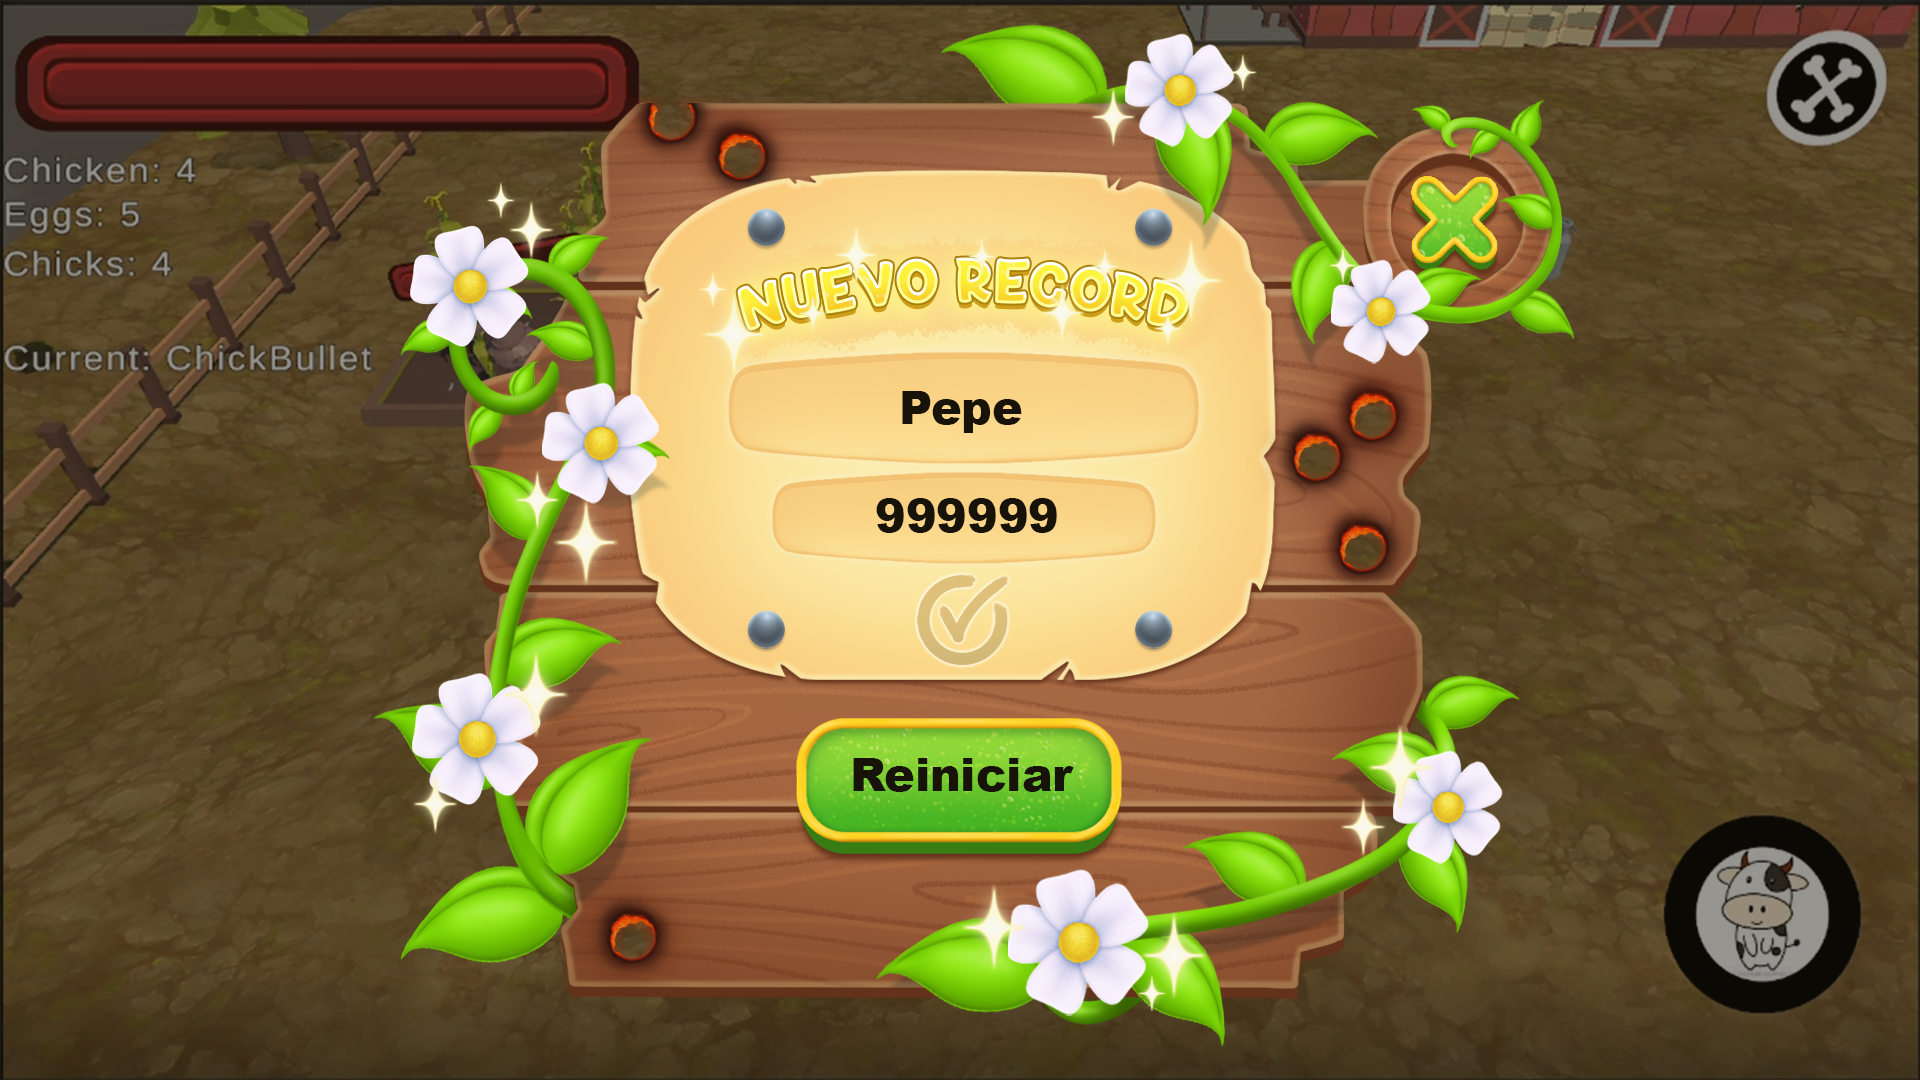 Chicken: 4
Eggs: 5
Chicks: 4
Current: ChickBullet
NUEVO RECORD
Pepe
999999
Reiniciar